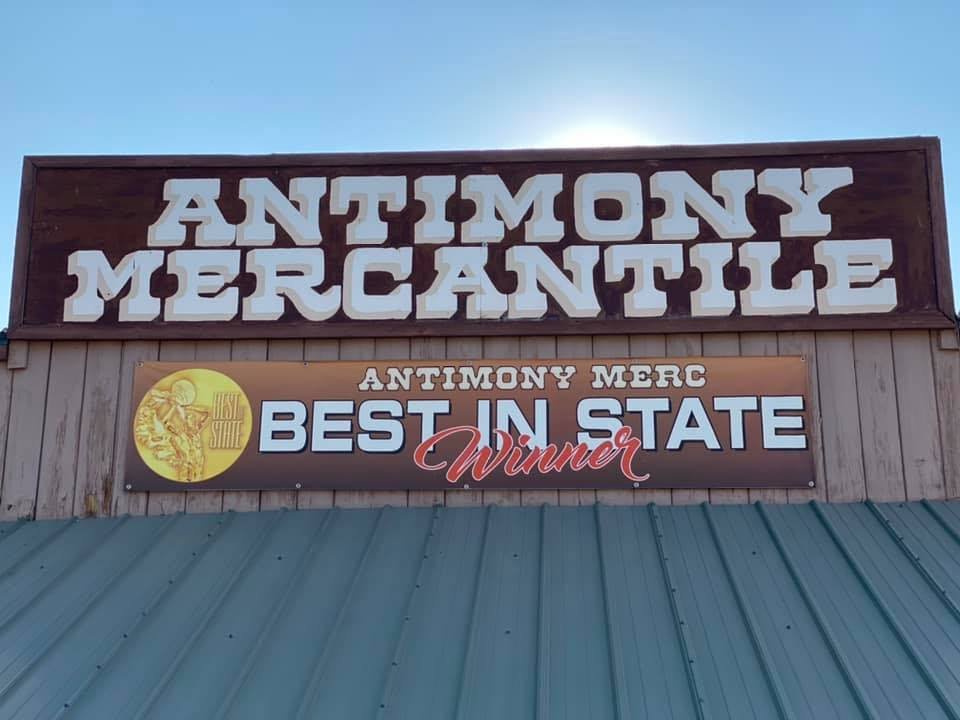 ANTIMONY
MERCANTILE
ANTIMONY MERC
BEST IN STATE
Winner
BEST
STATE